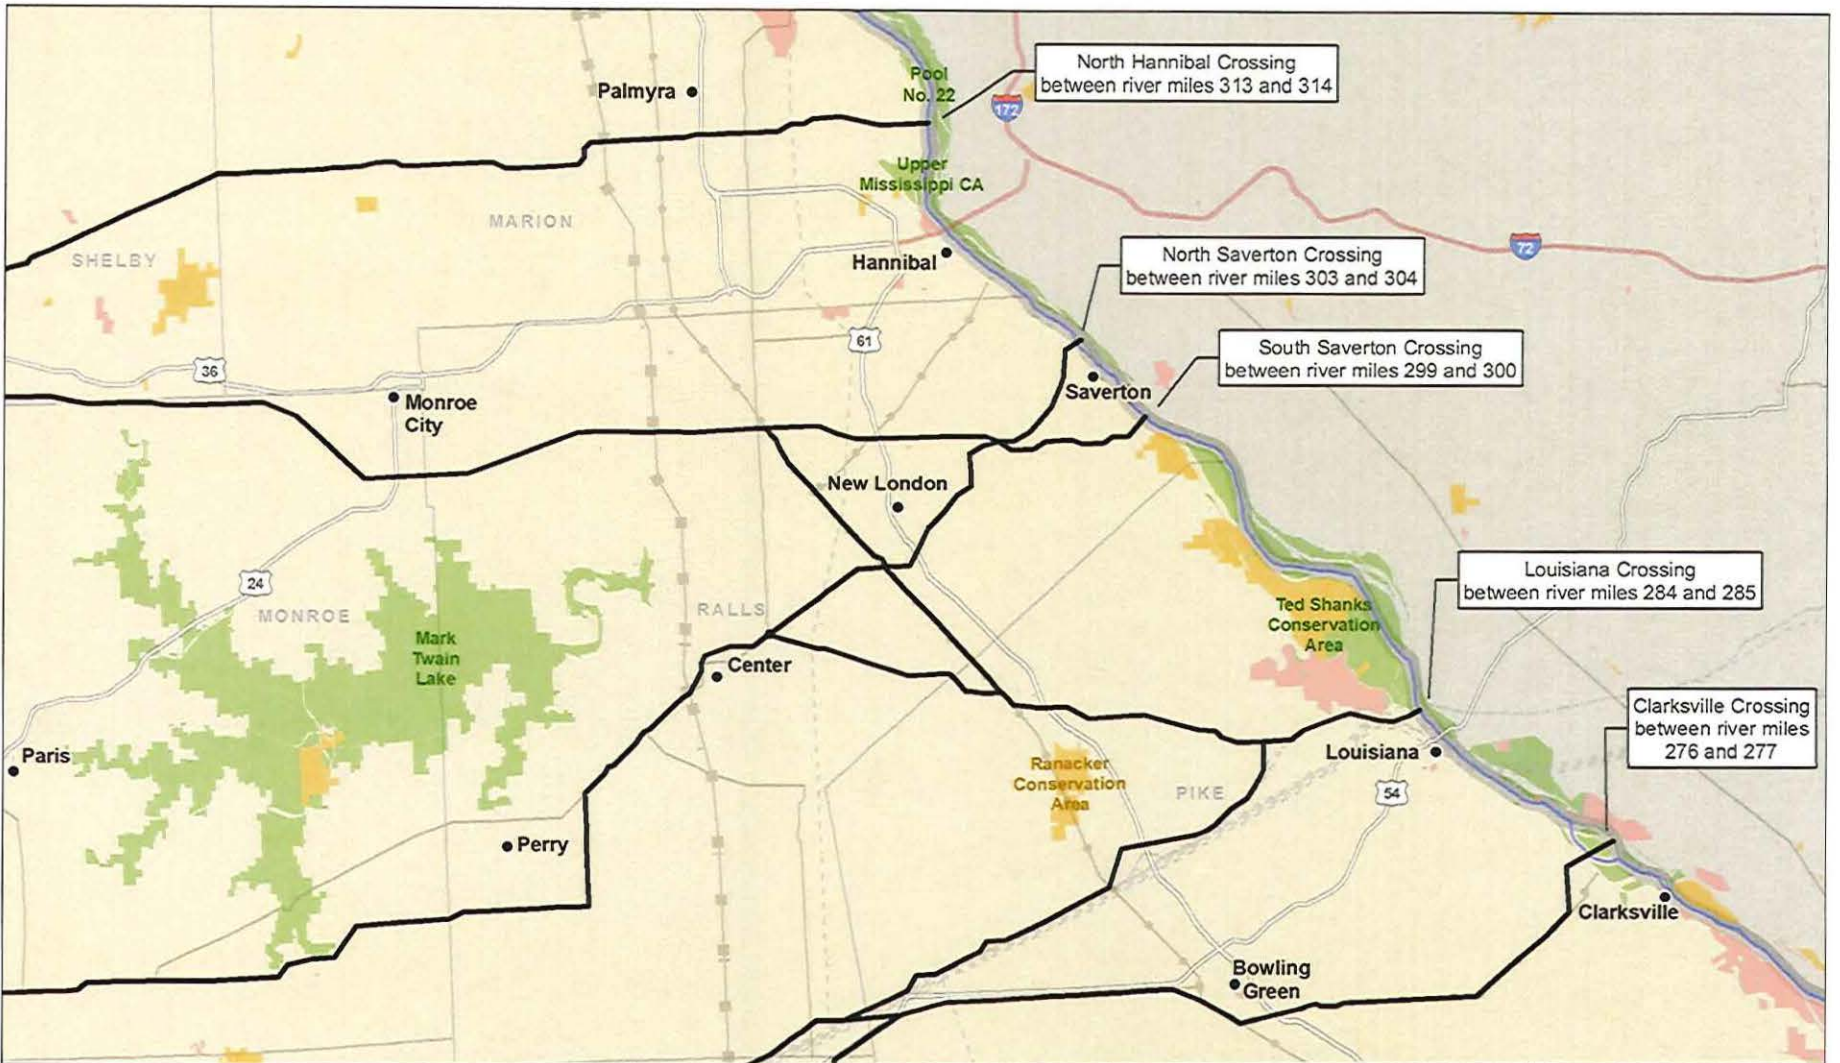 North Hannibal Crossing
between river miles 313 and 314
Pool
No. 22
172
Palmyra
Upper
Mississippi CA
MARION
SHELBY
Hannibal
North Saverton Crossing
between river miles 303 and 304
72
61
South Saverton Crossing
between river miles 299 and 300
36
Saverton
Monroe
City
New London
24
MONROE
Louisiana Crossing
between river miles 284 and 285
RALLS
Ted Shanks
Conservation
Area
Mark
Twain
Lake
Center
Clarksville Crossing
between river miles
276 and 277
Paris
Louisiana
Ranacker
Conservation
Area
PIKE
54
Perry
Clarksville
Bowling
Green